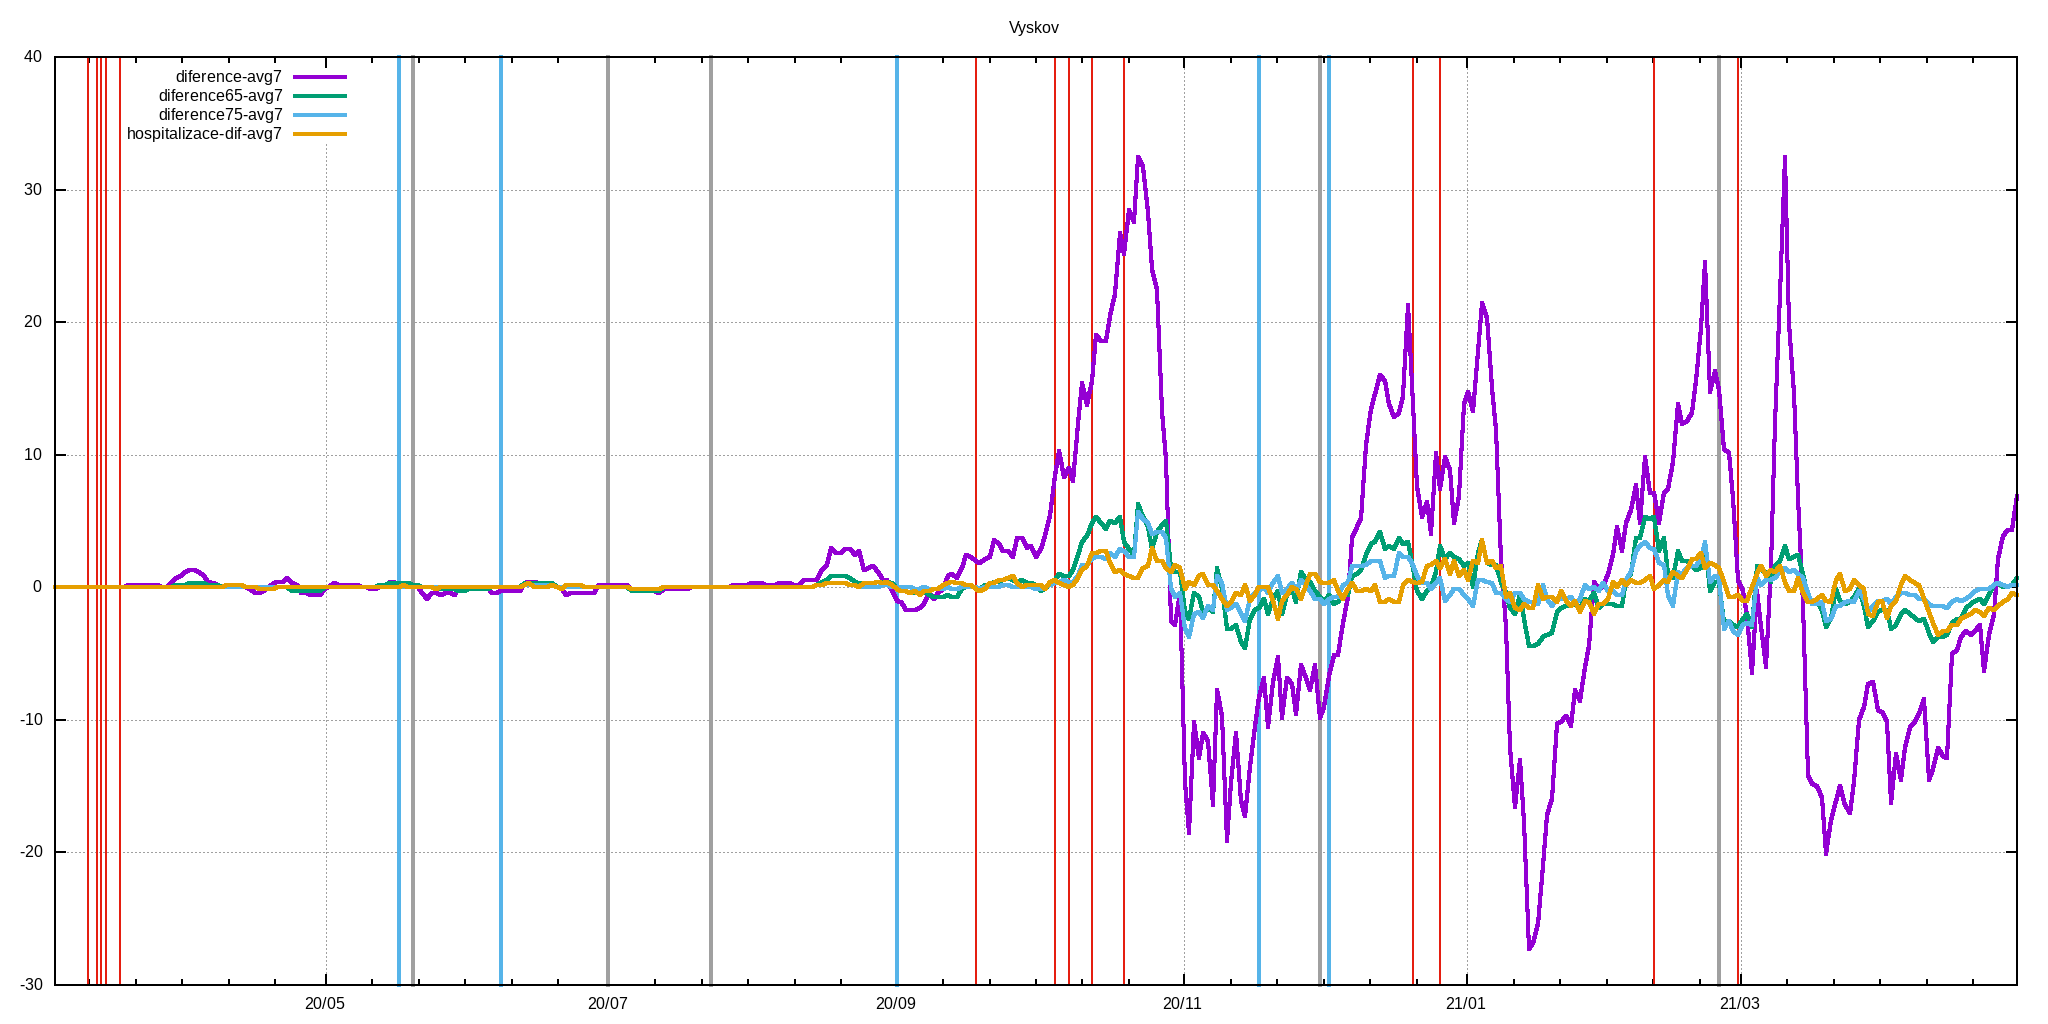 Vyskov
diference-avg7
diference65-avg7
diference75-avg7
hospitalizace-dif-avg7
40
30
20
10
0
-10
-20
-30
20/05 20/07 20/09 20/11 21/01 21/03